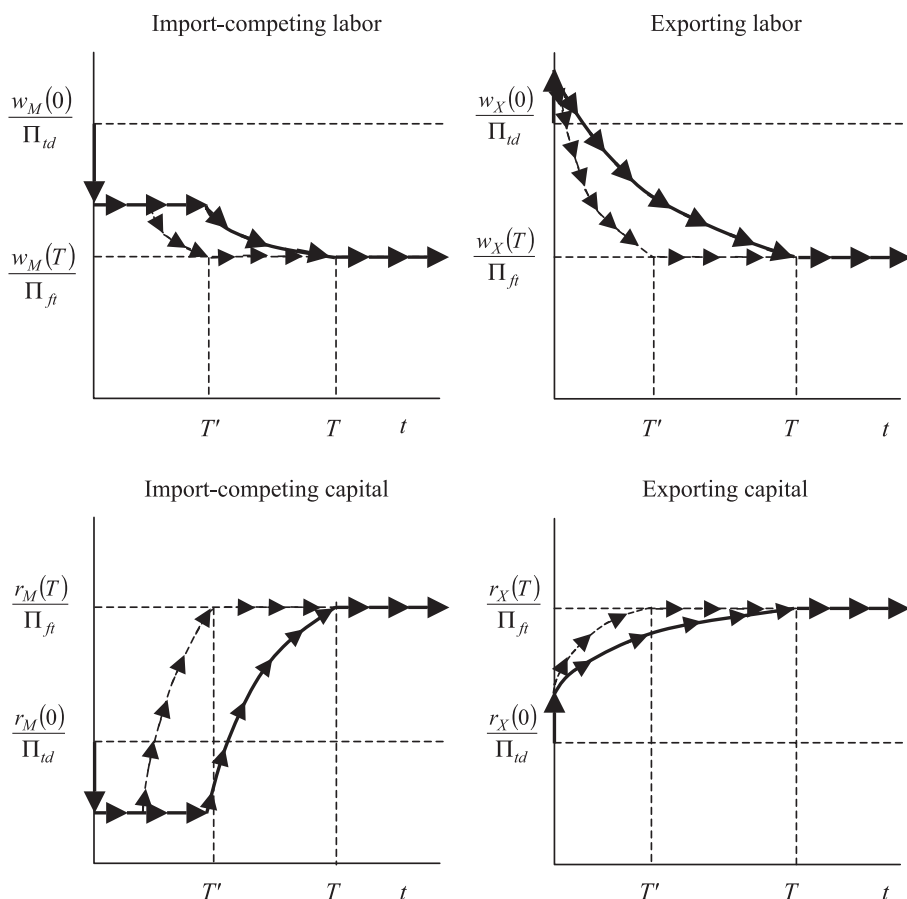 Import-competing labor
w_M(0)
Π_td
w_M(T)
Π_ft
T′ T t
Exporting labor
w_X(0)
Π_td
w_X(T)
Π_ft
T′ T t
Import-competing capital
r_M(T)
Π_ft
r_M(0)
Π_td
T′ T t
Exporting capital
r_X(T)
Π_ft
r_X(0)
Π_td
T′ T t